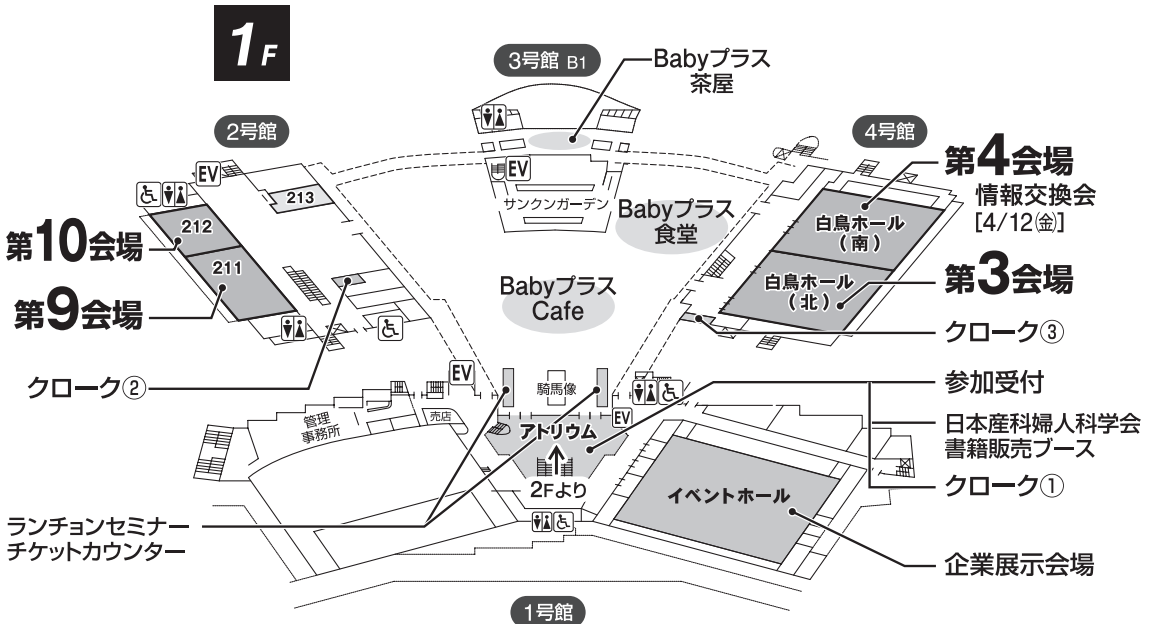 1F
3号館 B1
Babyプラス
茶屋
2号館
4号館
EV
EV
213
サンクンガーデン
Babyプラス
食堂
第4会場
情報交換会
[4/12㈮]
白鳥ホール
(南)
212
第10会場
211
第9会場
Babyプラス
Cafe
白鳥ホール
(北)
第3会場
クローク③
クローク②
EV
騎馬像
参加受付
管理
事務所
売店
EV
アトリウム
日本産科婦人科学会
書籍販売ブース
2Fより
イベントホール
クローク①
ランチョンセミナー
チケットカウンター
企業展示会場
1号館